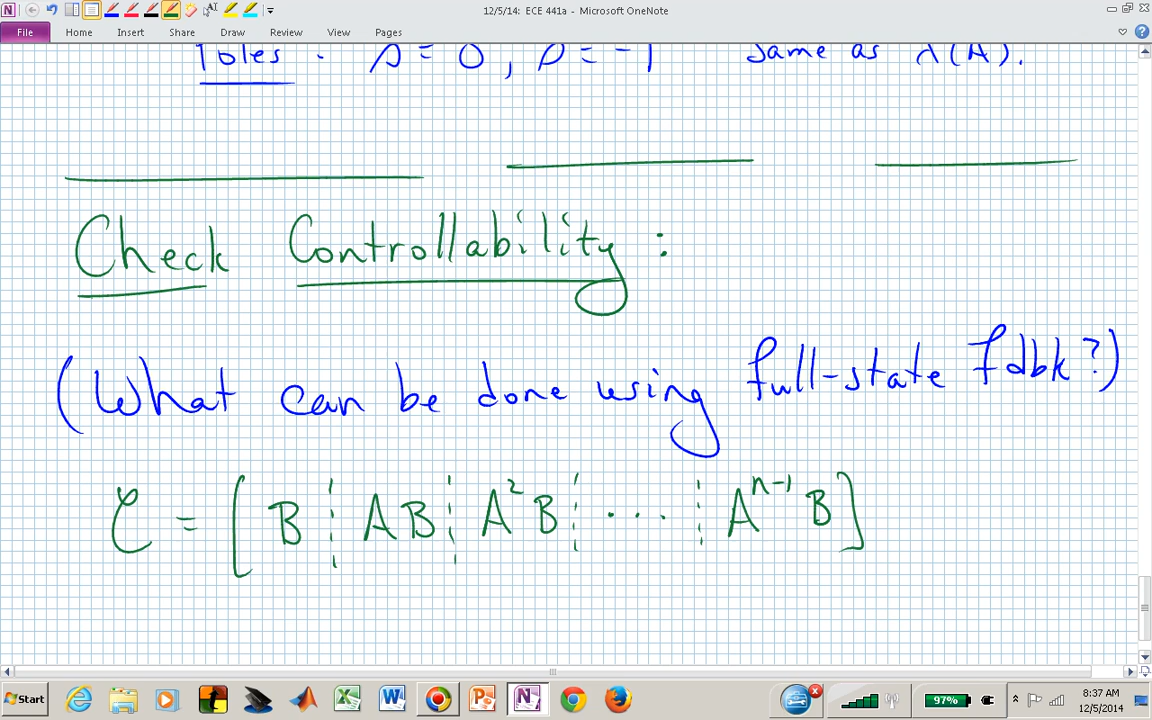 12/5/14: ECE 441a - Microsoft OneNote
File Home Insert Share Draw Review View Pages
Poles : s = 0, s = -1 same as λ(A).
Check Controllability :
(What can be done using full-state fdbk?)
𝒞 = [ B ⋮ AB ⋮ A²B ⋮ ··· ⋮ Aⁿ⁻¹B ]
Start 97% 8:37 AM
12/5/2014